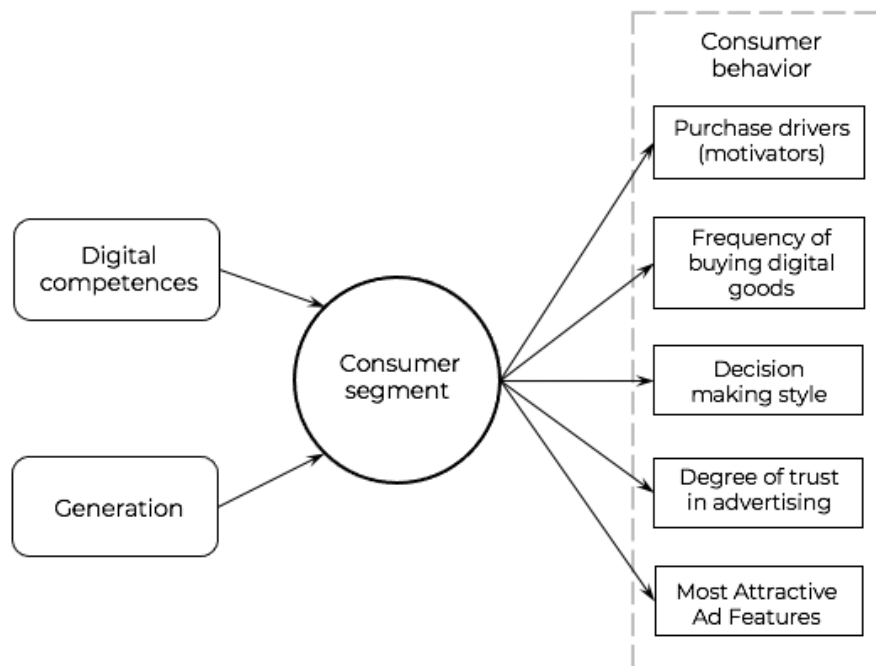 Consumer
behavior
Purchase drivers
(motivators)
Digital
competences
Frequency of
buying digital
goods
Consumer
segment
Decision
making style
Generation
Degree of trust
in advertising
Most Attractive
Ad Features